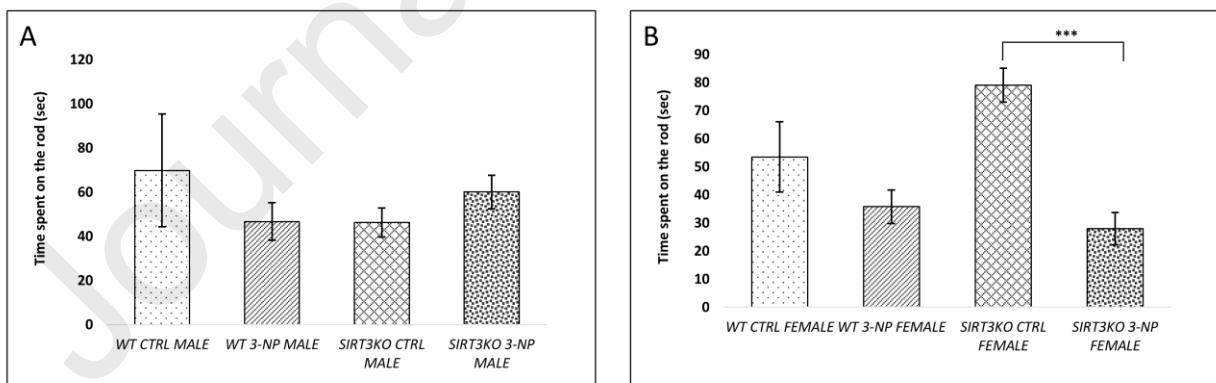 Journal
A
Time spent on the rod (sec)
120
100
80
60
40
20
0
WT CTRL MALE WT 3-NP MALE SIRT3KO CTRL SIRT3KO 3-NP
MALE MALE
B
Time spent on the rod (sec)
90
80
70
60
50
40
30
20
10
0
***
WT CTRL FEMALE WT 3-NP FEMALE SIRT3KO CTRL SIRT3KO 3-NP
FEMALE FEMALE